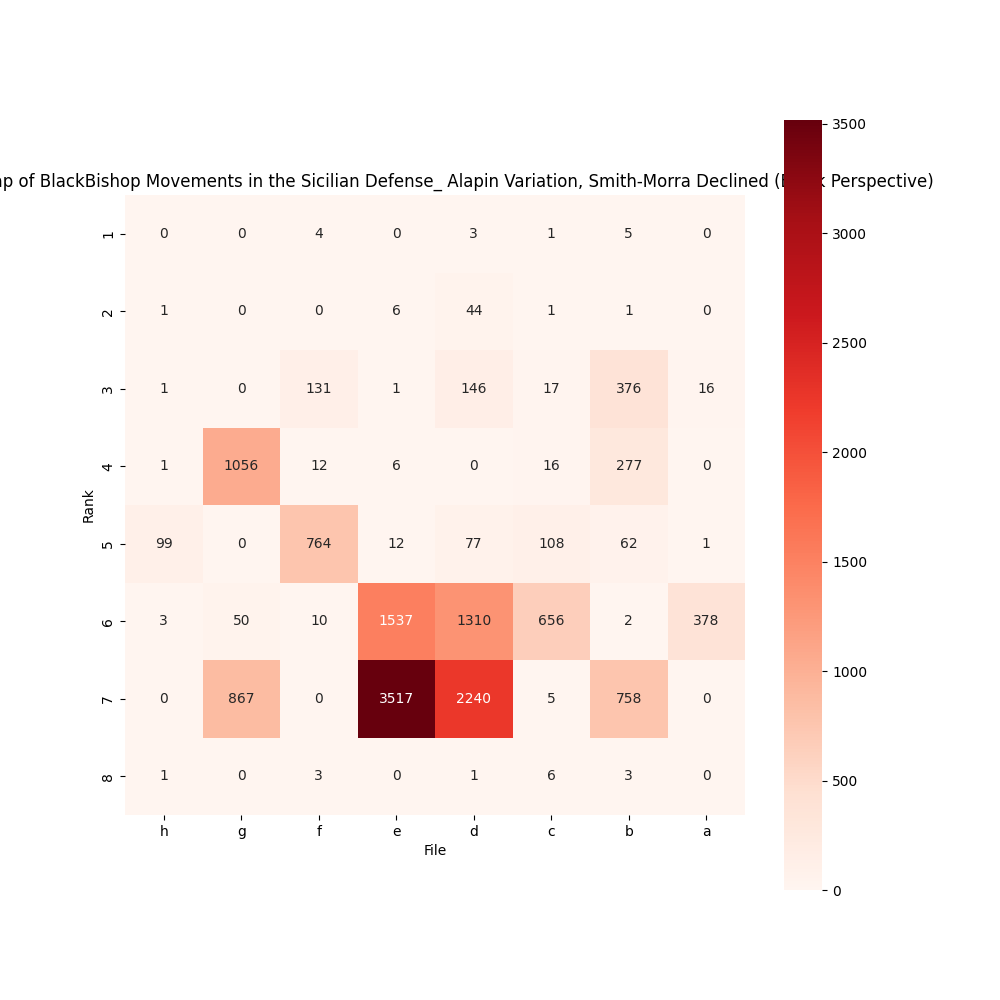 of BlackBishop Movements in the Sicilian Defense_ Alapin Variation, Smith-Morra Declined Perspective)
3500
3000
2500
2000
1500
1000
500
0
Rank
1 0 0 4 0 3 1 5 0
2 1 0 0 6 44 1 1 0
3 1 0 131 1 146 17 376 16
4 1 1056 12 6 0 16 277 0
5 99 0 764 12 77 108 62 1
6 3 50 10 1537 1310 656 2 378
7 0 867 0 3517 2240 5 758 0
8 1 0 3 0 1 6 3 0
h g f e d c b a
File